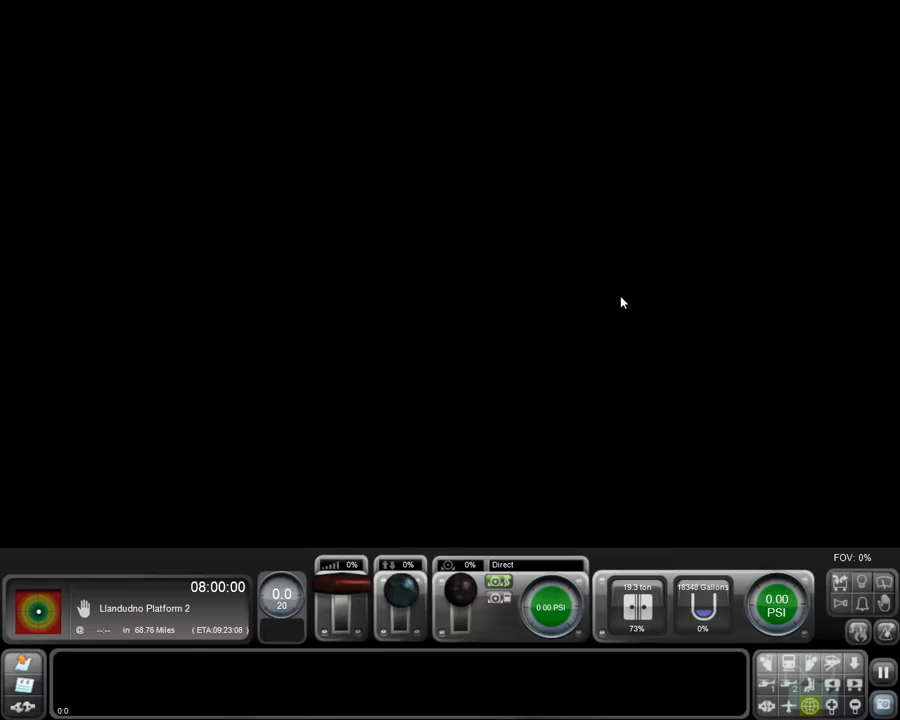 FOV: 0%
0%
0%
0%
Direct
08:00:00
Llandudno Platform 2
@ --:-- in 68.76 Miles ( ETA:09:23:08 )
0.0
20
0.00 PSI
19.3 ton
73%
18348 Gallons
0%
0.00
PSI
1
2
0:0